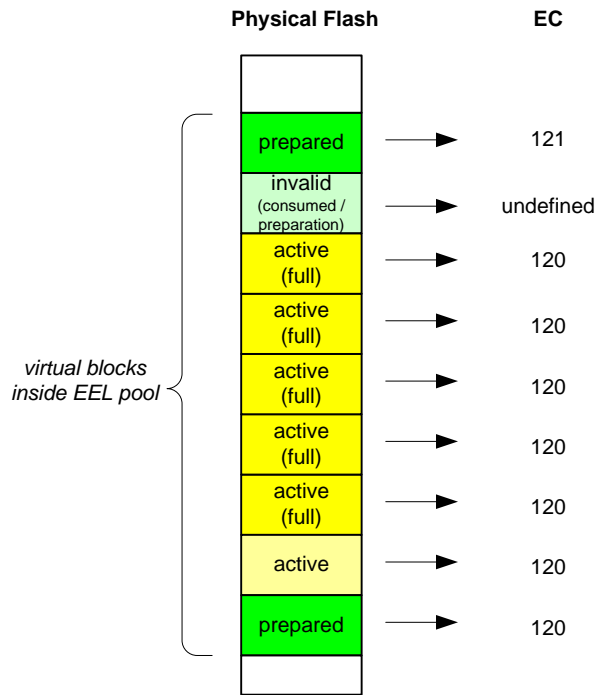 Physical Flash EC
prepared 121
invalid
(consumed /
preparation)
undefined
active
(full)
120
active
(full)
120
virtual blocks
inside EEL pool
active
(full)
120
active
(full)
120
active
(full)
120
active 120
prepared 120